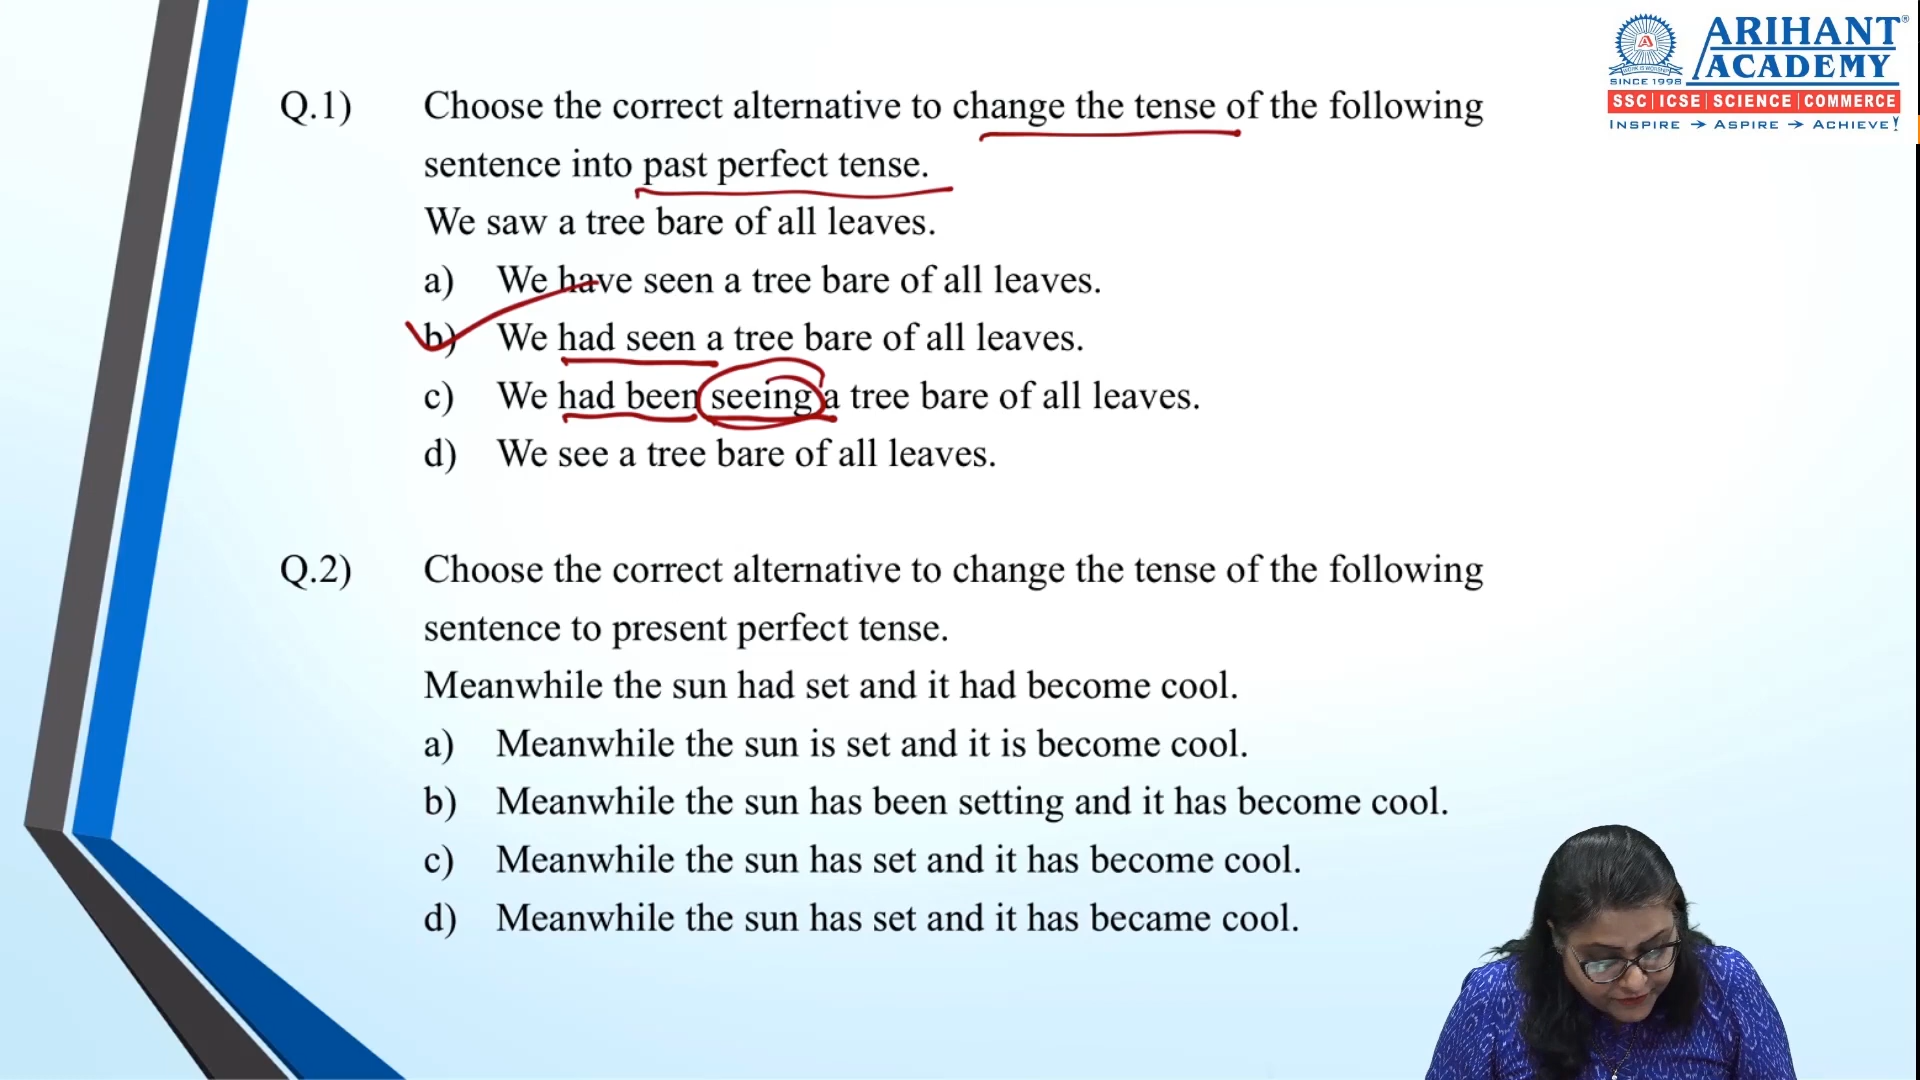 ARIHANT
ACADEMY
SINCE 1998
SSC | ICSE | SCIENCE | COMMERCE
INSPIRE → ASPIRE → ACHIEVE!
Q.1) Choose the correct alternative to change the tense of the following
sentence into past perfect tense.
We saw a tree bare of all leaves.
a) We have seen a tree bare of all leaves.
b) We had seen a tree bare of all leaves.
c) We had been seeing a tree bare of all leaves.
d) We see a tree bare of all leaves.
Q.2) Choose the correct alternative to change the tense of the following
sentence to present perfect tense.
Meanwhile the sun had set and it had become cool.
a) Meanwhile the sun is set and it is become cool.
b) Meanwhile the sun has been setting and it has become cool.
c) Meanwhile the sun has set and it has become cool.
d) Meanwhile the sun has set and it has became cool.